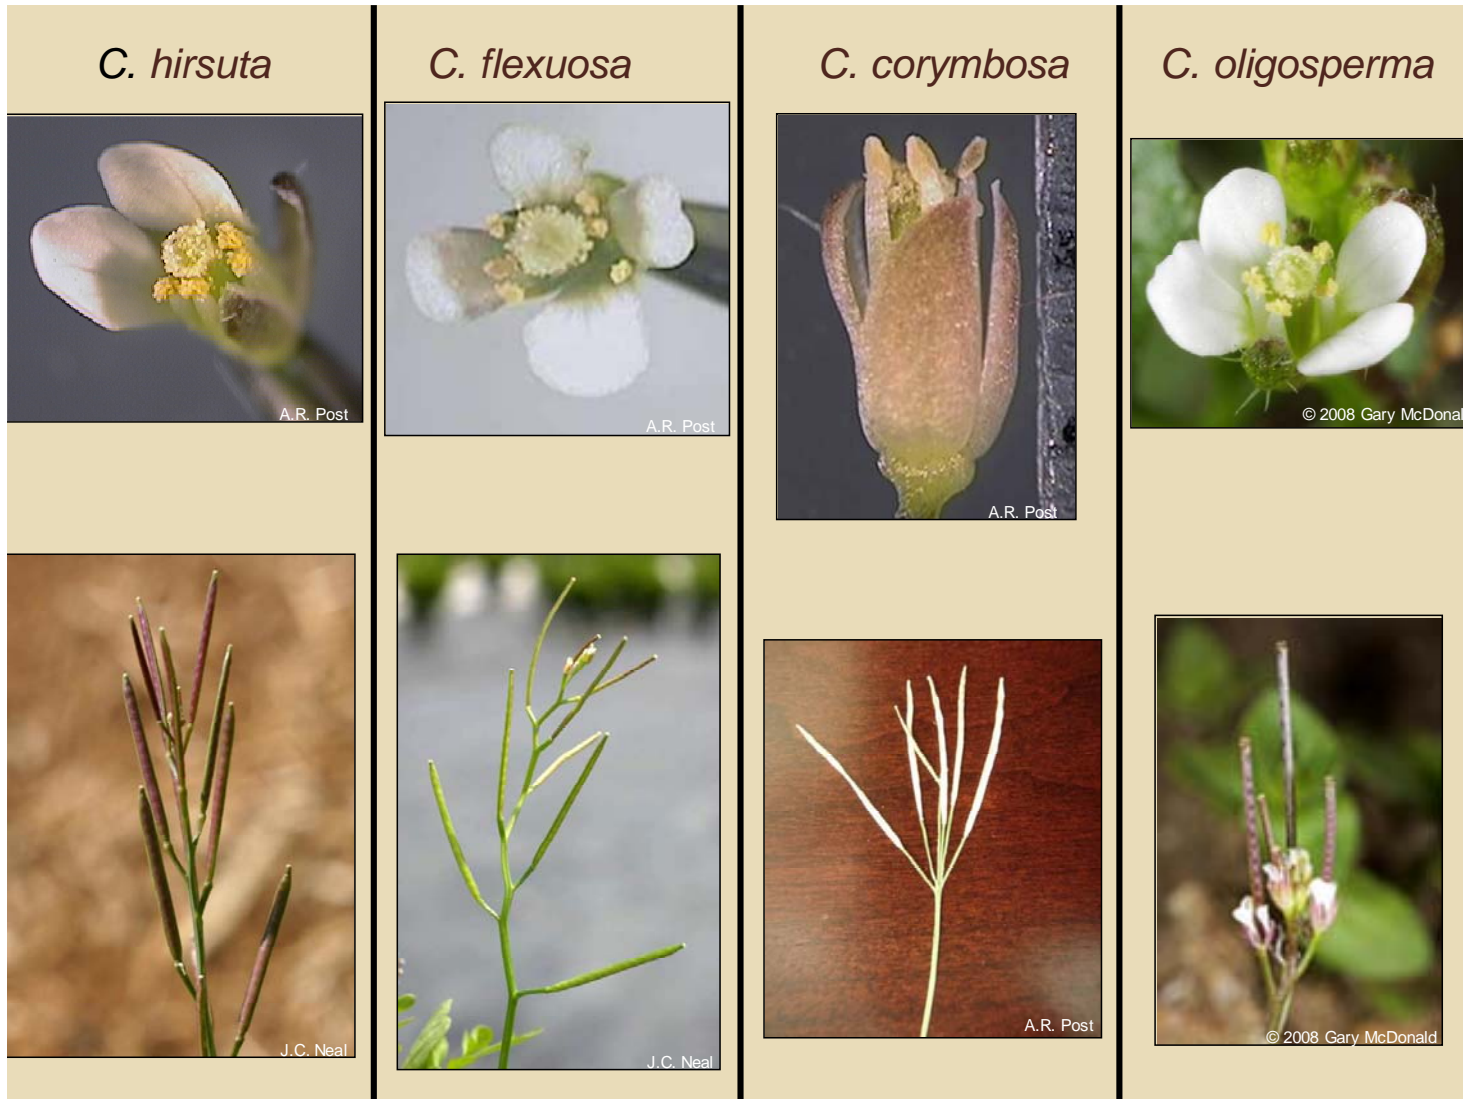 C. hirsuta
C. flexuosa
C. corymbosa
C. oligosperma
A.R. Post
A.R. Post
A.R. Post
© 2008 Gary McDonal
J.C. Neal
J.C. Neal
A.R. Post
© 2008 Gary McDonald